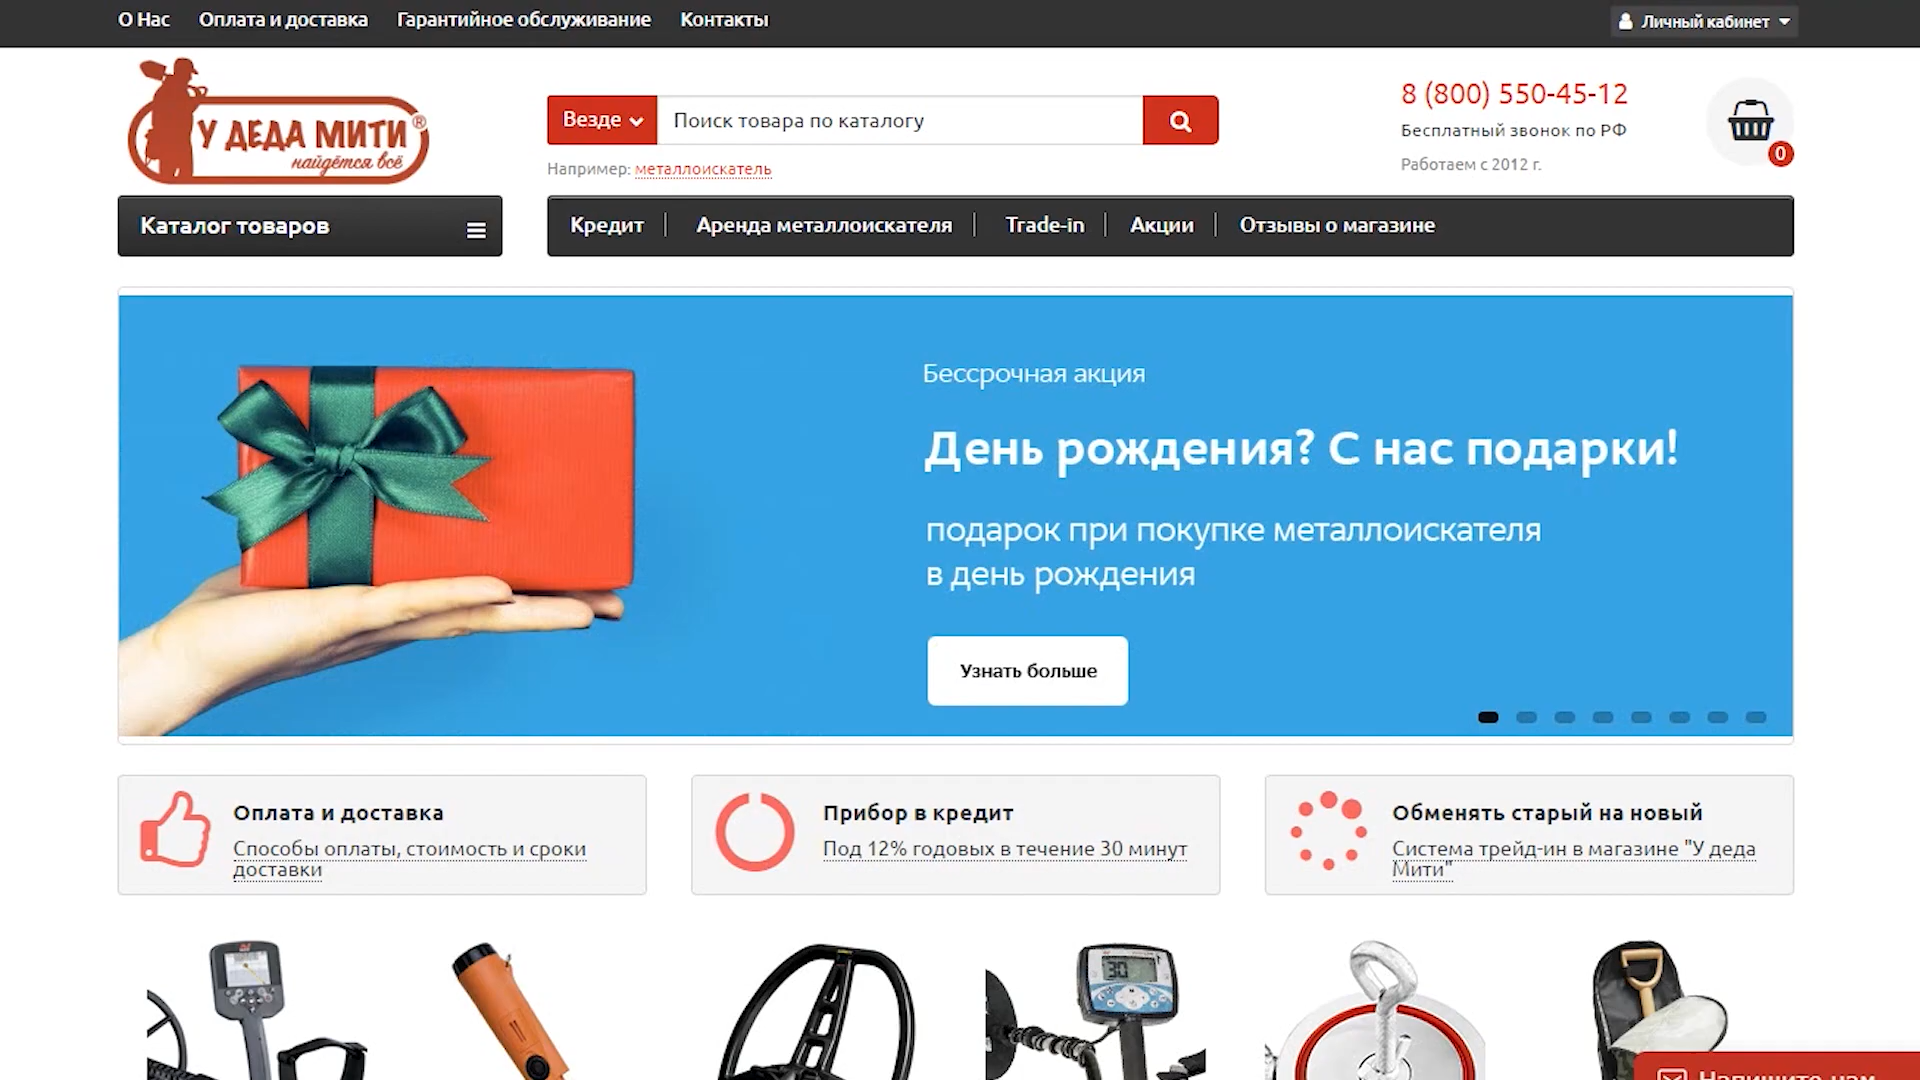 О Нас Оплата и доставка Гарантийное обслуживание Контакты Личный кабинет
У ДЕДА МИТИ®
найдётся всё
Везде Поиск товара по каталогу
Например: металлоискатель
8 (800) 550-45-12
Бесплатный звонок по РФ
Работаем с 2012 г.
0
Каталог товаров
Кредит Аренда металлоискателя Trade-in Акции Отзывы о магазине
Бессрочная акция
День рождения? С нас подарки!
подарок при покупке металлоискателя
в день рождения
Узнать больше
Оплата и доставка
Способы оплаты, стоимость и сроки
доставки
Прибор в кредит
Под 12% годовых в течение 30 минут
Обменять старый на новый
Система трейд-ин в магазине "У деда
Мити"
30
Напишите нам